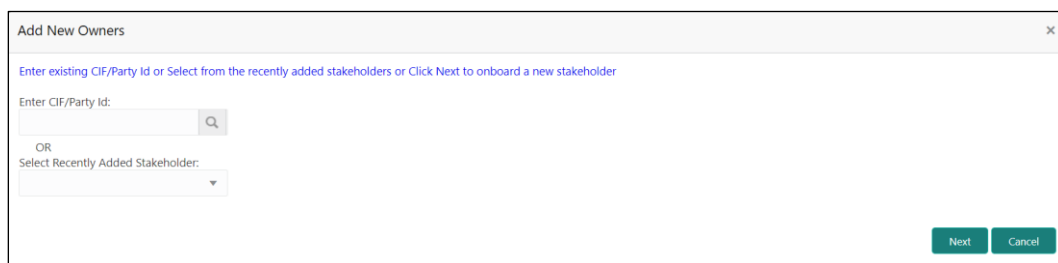 Add New Owners
Enter existing CIF/Party Id or Select from the recently added stakeholders or Click Next to onboard a new stakeholder
Enter CIF/Party Id:
OR
Select Recently Added Stakeholder:
Next Cancel